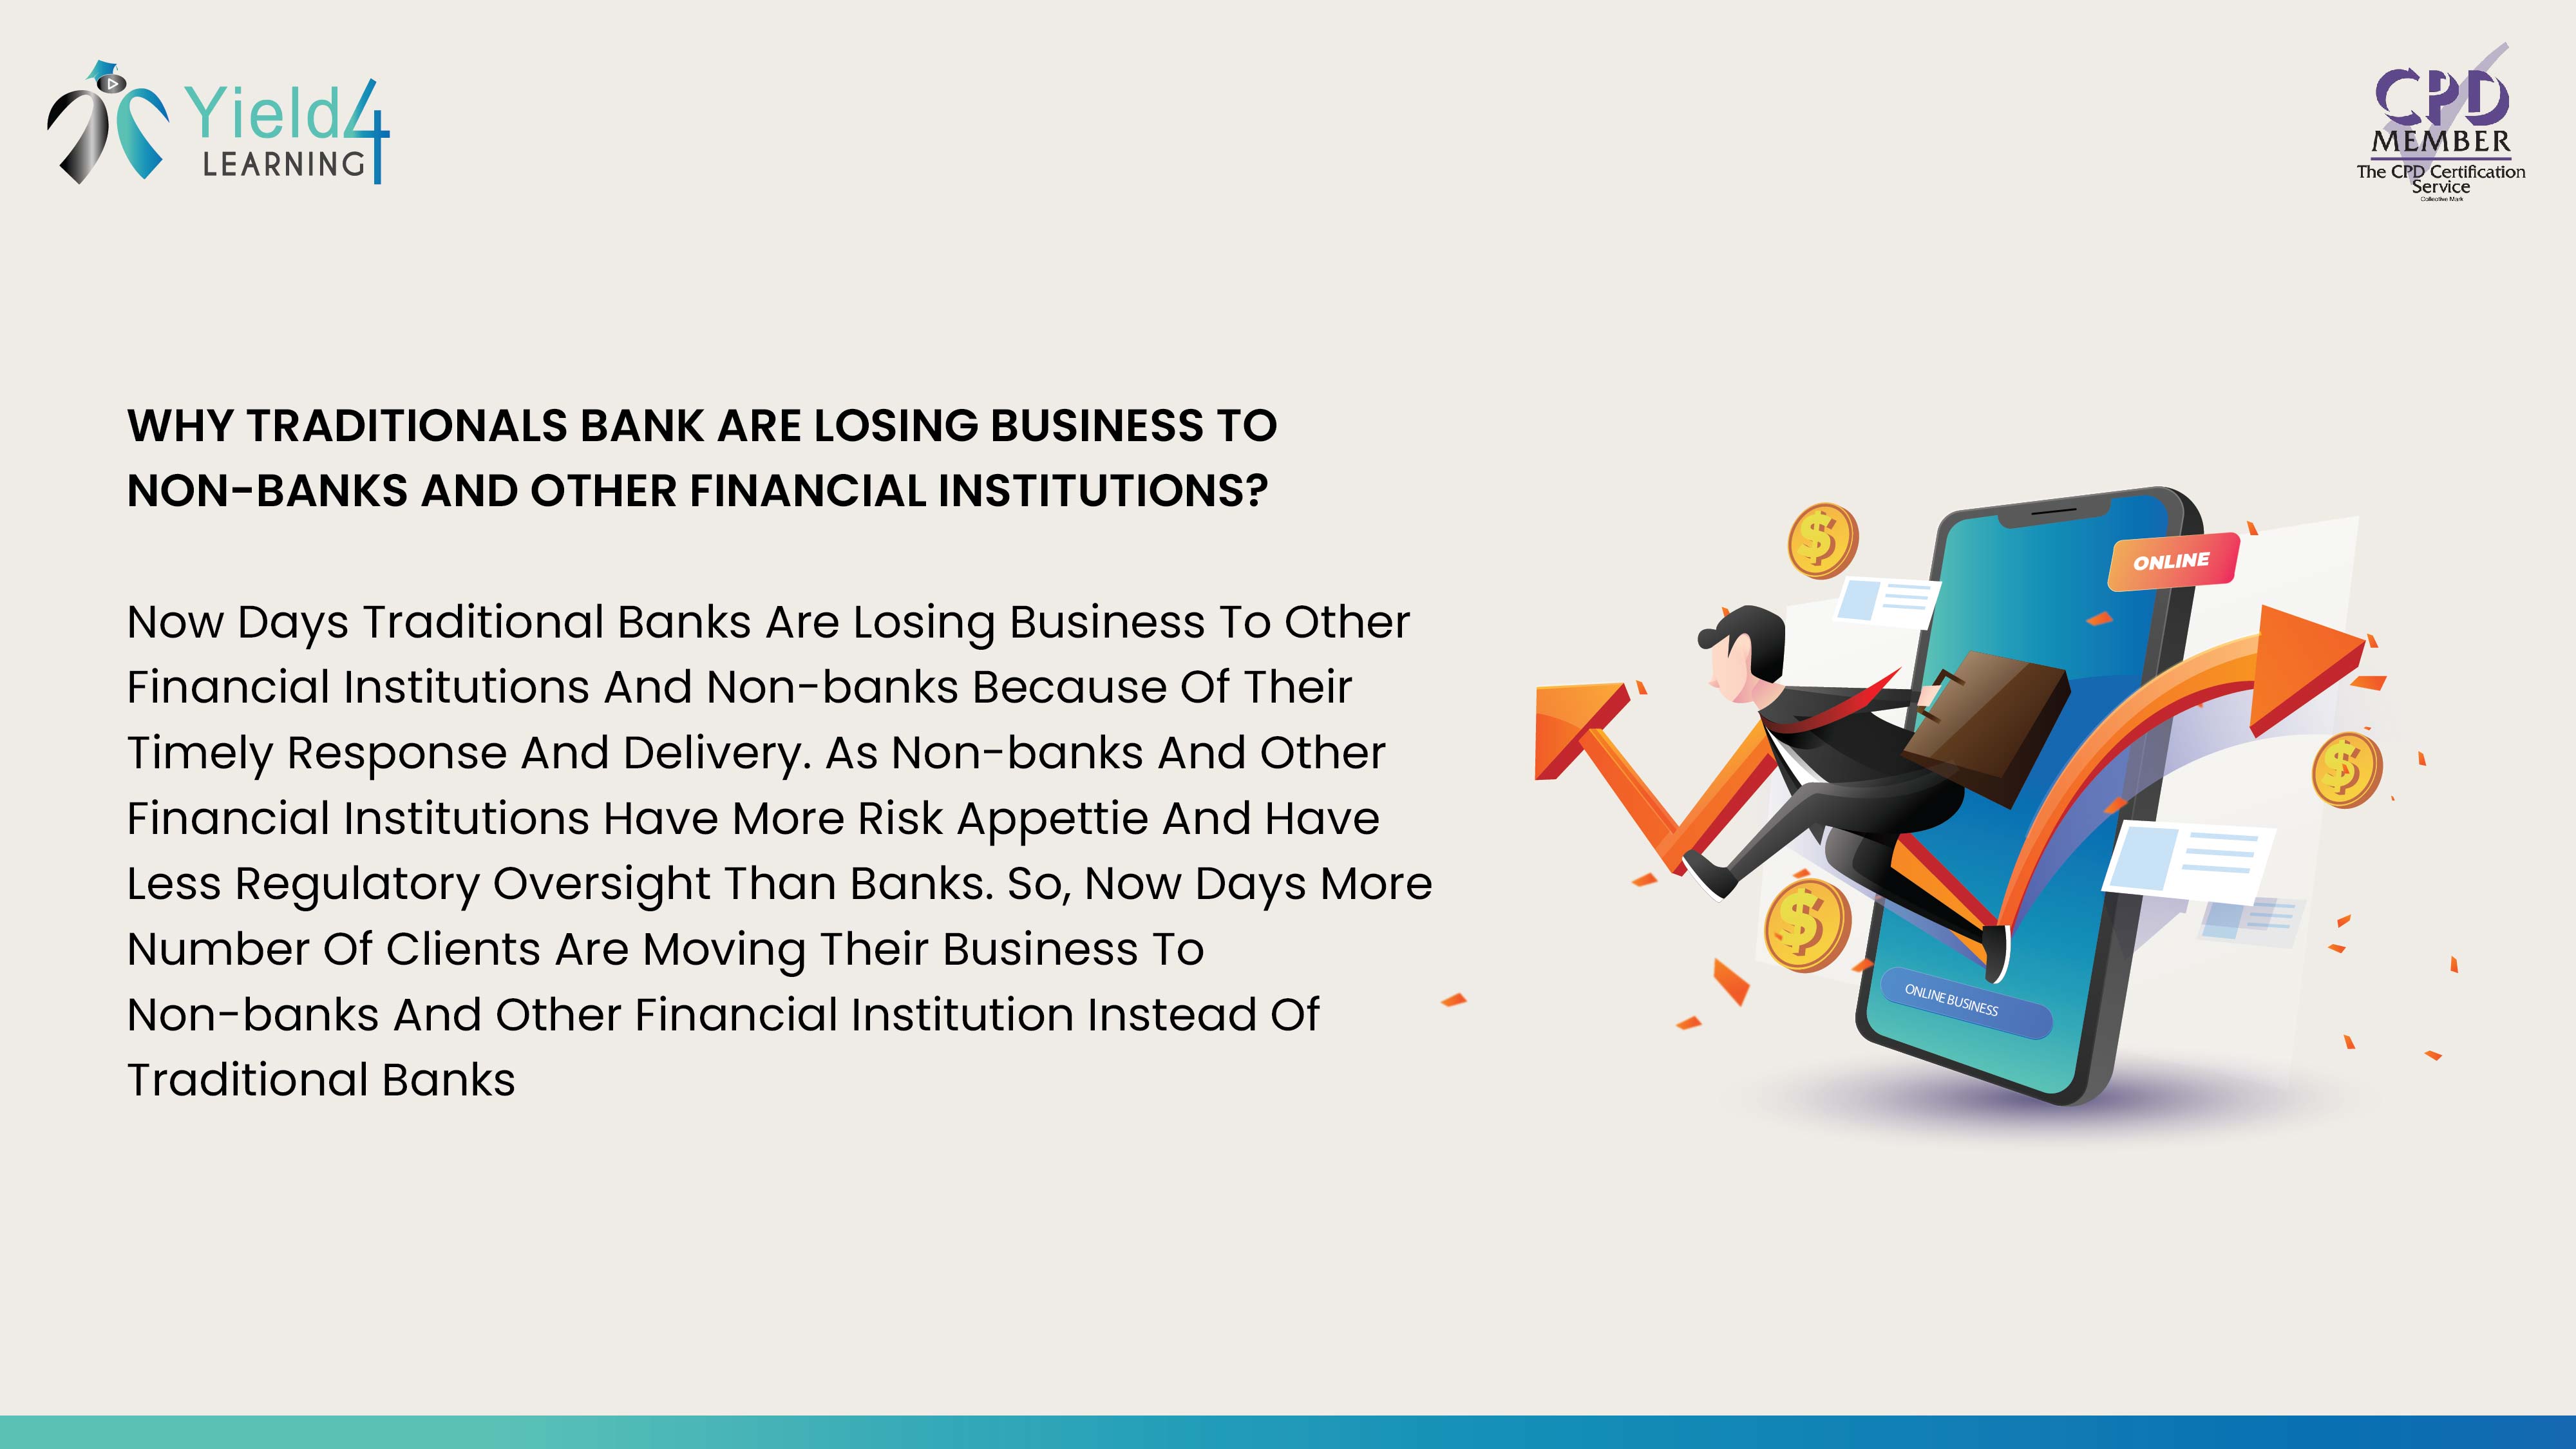 Yield4
LEARNING
CPD
MEMBER
The CPD Certification
Service
Collective Mark
WHY TRADITIONALS BANK ARE LOSING BUSINESS TO
NON-BANKS AND OTHER FINANCIAL INSTITUTIONS?
Now Days Traditional Banks Are Losing Business To Other
Financial Institutions And Non-banks Because Of Their
Timely Response And Delivery. As Non-banks And Other
Financial Institutions Have More Risk Appettie And Have
Less Regulatory Oversight Than Banks. So, Now Days More
Number Of Clients Are Moving Their Business To
Non-banks And Other Financial Institution Instead Of
Traditional Banks
ONLINE
ONLINE BUSINESS